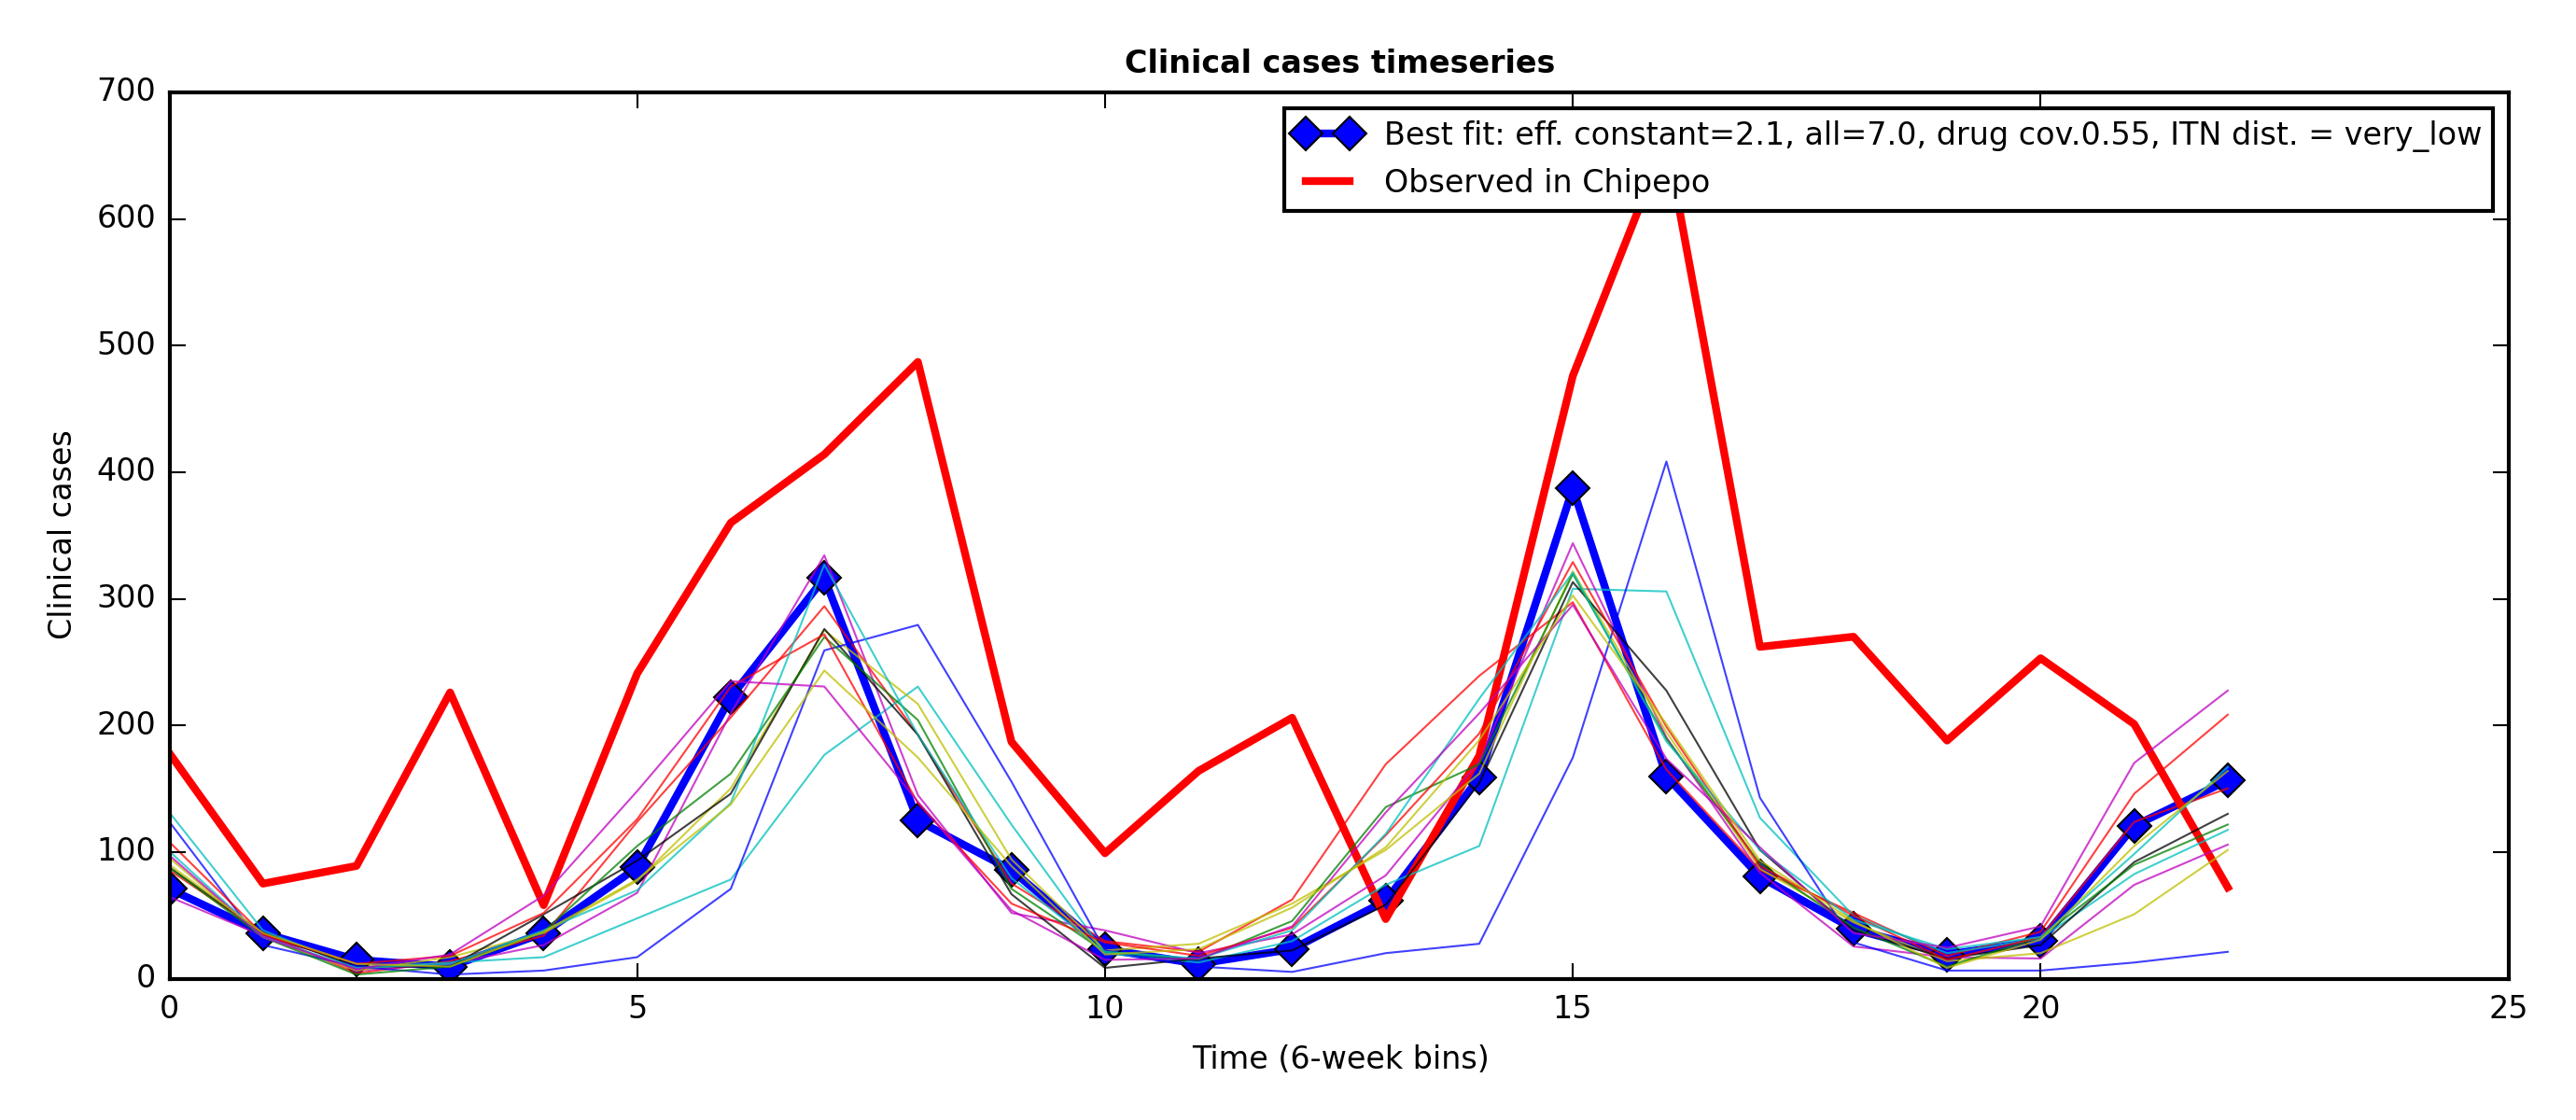 Clinical cases timeseries
700
600
500
400
300
200
100
0
Clinical cases
Best fit: eff. constant=2.1, all=7.0, drug cov.0.55, ITN dist. = very_low
Observed in Chipepo
0 5 10 15 20 25
Time (6-week bins)